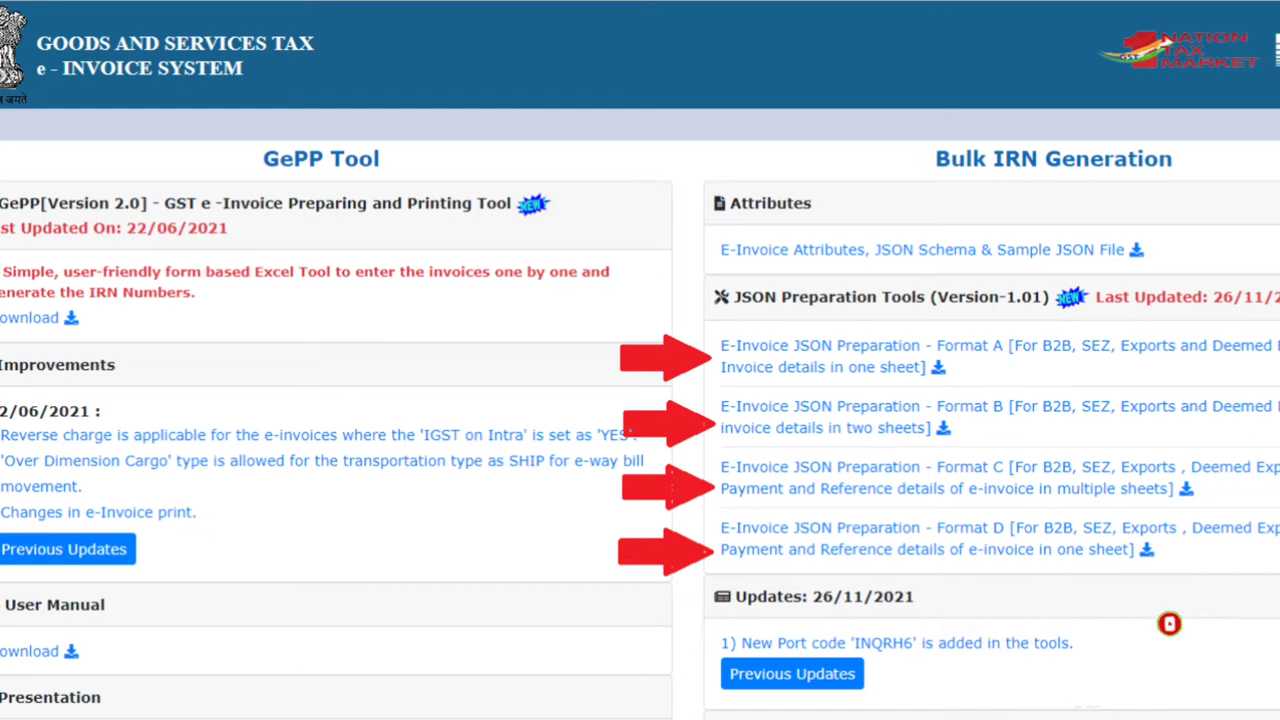 GOODS AND SERVICES TAX
e - INVOICE SYSTEM
जयते
NATION
TAX
MARKET
GST
GePP Tool
GePP[Version 2.0] - GST e -Invoice Preparing and Printing Tool NEW
st Updated On: 22/06/2021
Simple, user-friendly form based Excel Tool to enter the invoices one by one and
enerate the IRN Numbers.
ownload
Improvements
2/06/2021 :
Reverse charge is applicable for the e-invoices where the 'IGST on Intra' is set as 'YES'.
'Over Dimension Cargo' type is allowed for the transportation type as SHIP for e-way bill
movement.
Changes in e-Invoice print.
Previous Updates
User Manual
ownload
Presentation
Bulk IRN Generation
Attributes
E-Invoice Attributes, JSON Schema & Sample JSON File
JSON Preparation Tools (Version-1.01) NEW Last Updated: 26/11/2
E-Invoice JSON Preparation - Format A [For B2B, SEZ, Exports and Deemed
Invoice details in one sheet]
E-Invoice JSON Preparation - Format B [For B2B, SEZ, Exports and Deemed
invoice details in two sheets]
E-Invoice JSON Preparation - Format C [For B2B, SEZ, Exports , Deemed Exp
Payment and Reference details of e-invoice in multiple sheets]
E-Invoice JSON Preparation - Format D [For B2B, SEZ, Exports , Deemed Exp
Payment and Reference details of e-invoice in one sheet]
Updates: 26/11/2021
1) New Port code 'INQRH6' is added in the tools.
Previous Updates